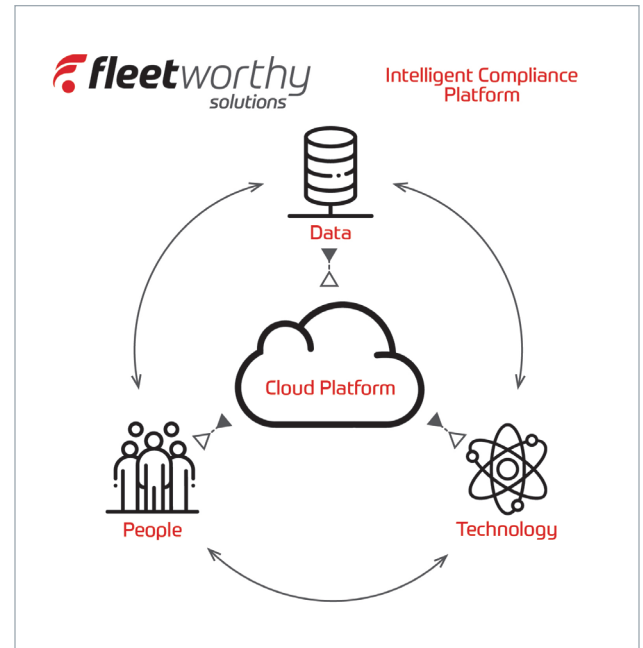 fleetworthy
solutions
Intelligent Compliance
Platform
Data
Cloud Platform
People
Technology